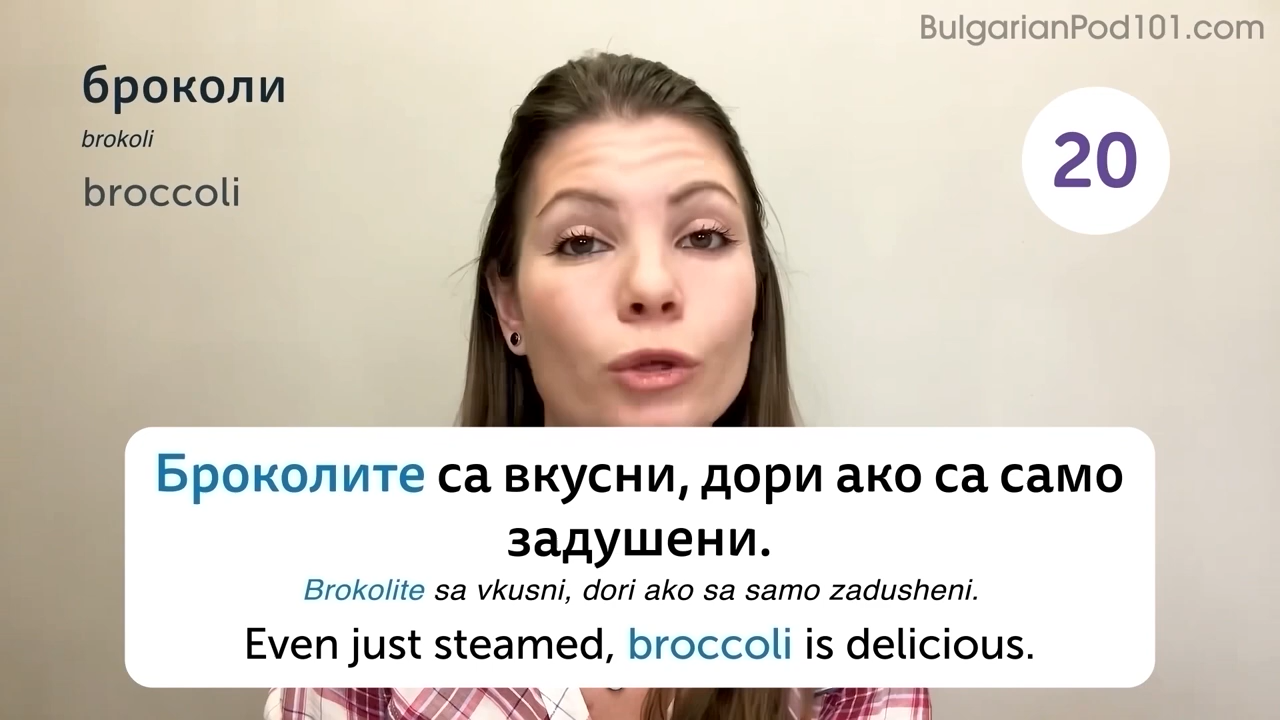 BulgarianPod101.com
броколи
brokoli
broccoli
20
Броколите са вкусни, дори ако са само
задушени.
Brokolite sa vkusni, dori ako sa samo zadusheni.
Even just steamed, broccoli is delicious.